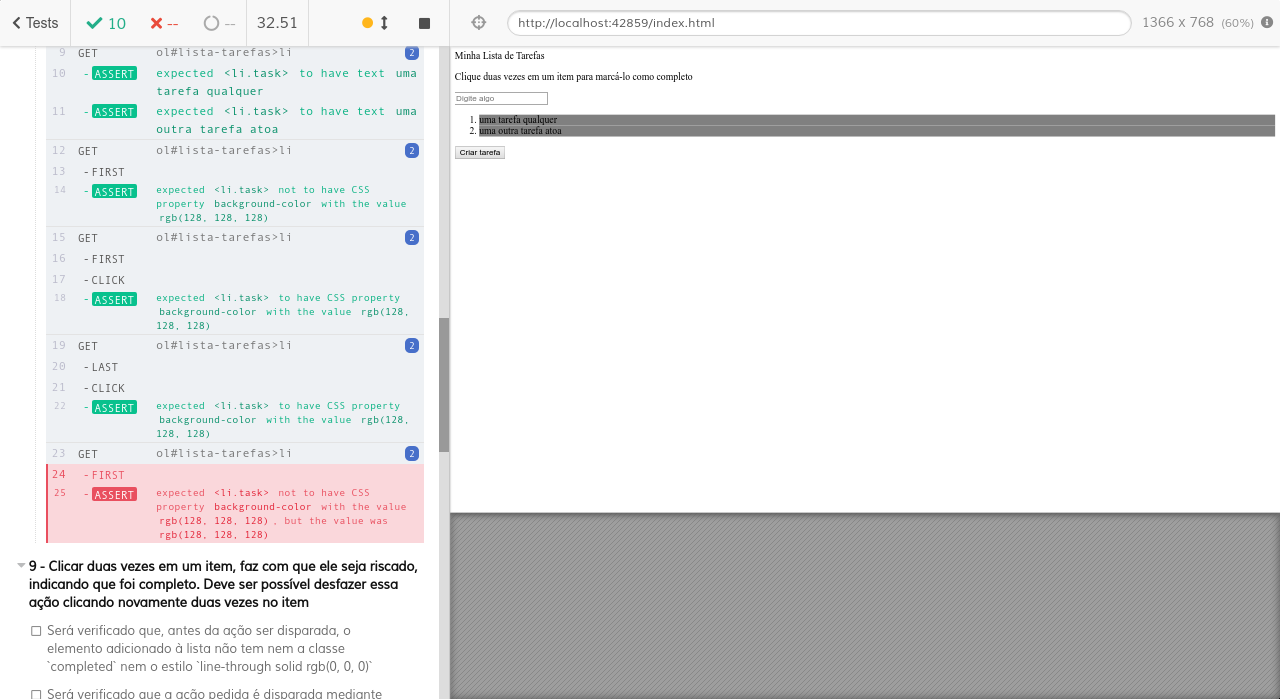 Tests
10
--
--
32.51
http://localhost:42859/index.html
1366 x 768 (60%)
9 GET ol#lista-tarefas>li 2
10 -ASSERT expected <li.task> to have text uma
tarefa qualquer
11 -ASSERT expected <li.task> to have text uma
outra tarefa atoa
12 GET ol#lista-tarefas>li 2
13 -FIRST
14 -ASSERT expected <li.task> not to have CSS
property background-color with the value
rgb(128, 128, 128)
15 GET ol#lista-tarefas>li 2
16 -FIRST
17 -CLICK
18 -ASSERT expected <li.task> to have CSS property
background-color with the value rgb(128,
128, 128)
19 GET ol#lista-tarefas>li 2
20 -LAST
21 -CLICK
22 -ASSERT expected <li.task> to have CSS property
background-color with the value rgb(128,
128, 128)
23 GET ol#lista-tarefas>li 2
24 -FIRST
25 -ASSERT expected <li.task> not to have CSS
property background-color with the value
rgb(128, 128, 128), but the value was
rgb(128, 128, 128)
9 - Clicar duas vezes em um item, faz com que ele seja riscado,
indicando que foi completo. Deve ser possível desfazer essa
ação clicando novamente duas vezes no item
Será verificado que, antes da ação ser disparada, o
elemento adicionado à lista não tem nem a classe
`completed` nem o estilo `line-through solid rgb(0, 0, 0)`
Será verificado que a ação pedida é disparada mediante
Minha Lista de Tarefas
Clique duas vezes em um item para marcá-lo como completo
Digite algo
1. uma tarefa qualquer
2. uma outra tarefa atoa
Criar tarefa